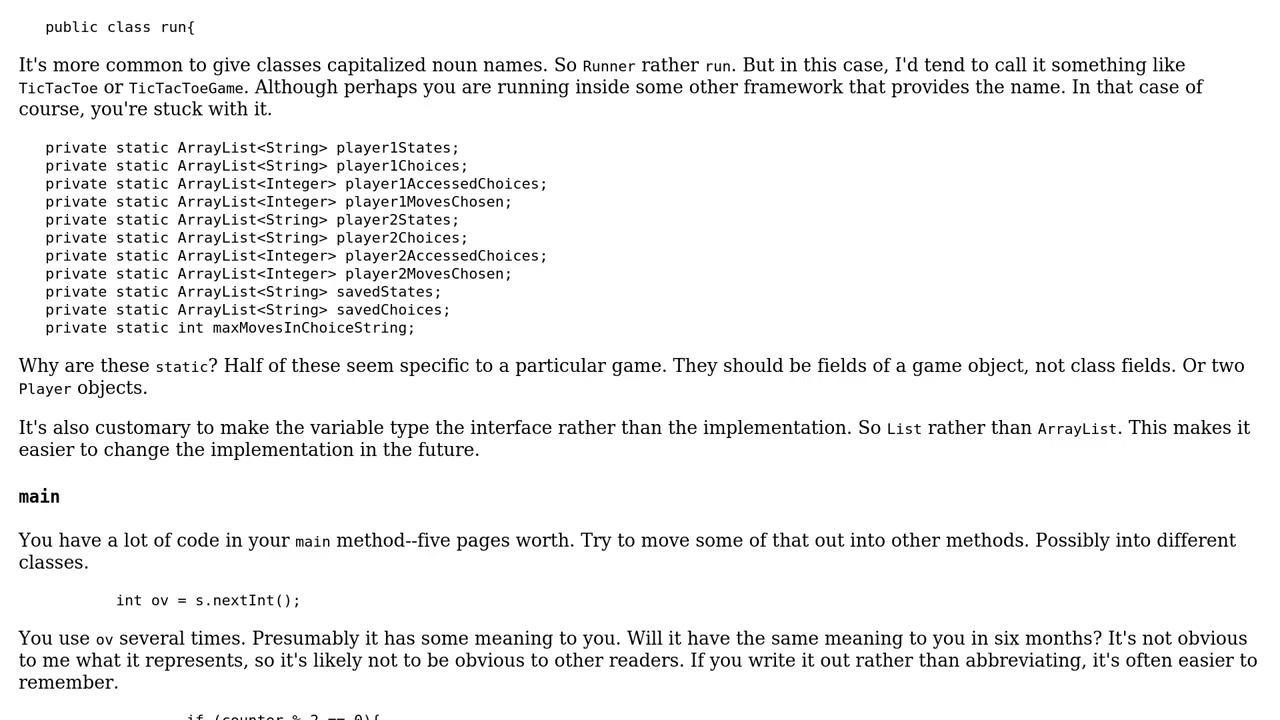 public class run{
It's more common to give classes capitalized noun names. So Runner rather run. But in this case, I'd tend to call it something like
TicTacToe or TicTacToeGame. Although perhaps you are running inside some other framework that provides the name. In that case of
course, you're stuck with it.
private static ArrayList<String> player1States;
private static ArrayList<String> player1Choices;
private static ArrayList<Integer> player1AccessedChoices;
private static ArrayList<Integer> player1MovesChosen;
private static ArrayList<String> player2States;
private static ArrayList<String> player2Choices;
private static ArrayList<Integer> player2AccessedChoices;
private static ArrayList<Integer> player2MovesChosen;
private static ArrayList<String> savedStates;
private static ArrayList<String> savedChoices;
private static int maxMovesInChoiceString;
Why are these static? Half of these seem specific to a particular game. They should be fields of a game object, not class fields. Or two
Player objects.
It's also customary to make the variable type the interface rather than the implementation. So List rather than ArrayList. This makes it
easier to change the implementation in the future.
main
You have a lot of code in your main method--five pages worth. Try to move some of that out into other methods. Possibly into different
classes.
int ov = s.nextInt();
You use ov several times. Presumably it has some meaning to you. Will it have the same meaning to you in six months? It's not obvious
to me what it represents, so it's likely not to be obvious to other readers. If you write it out rather than abbreviating, it's often easier to
remember.
if (counter % 2 == 0){